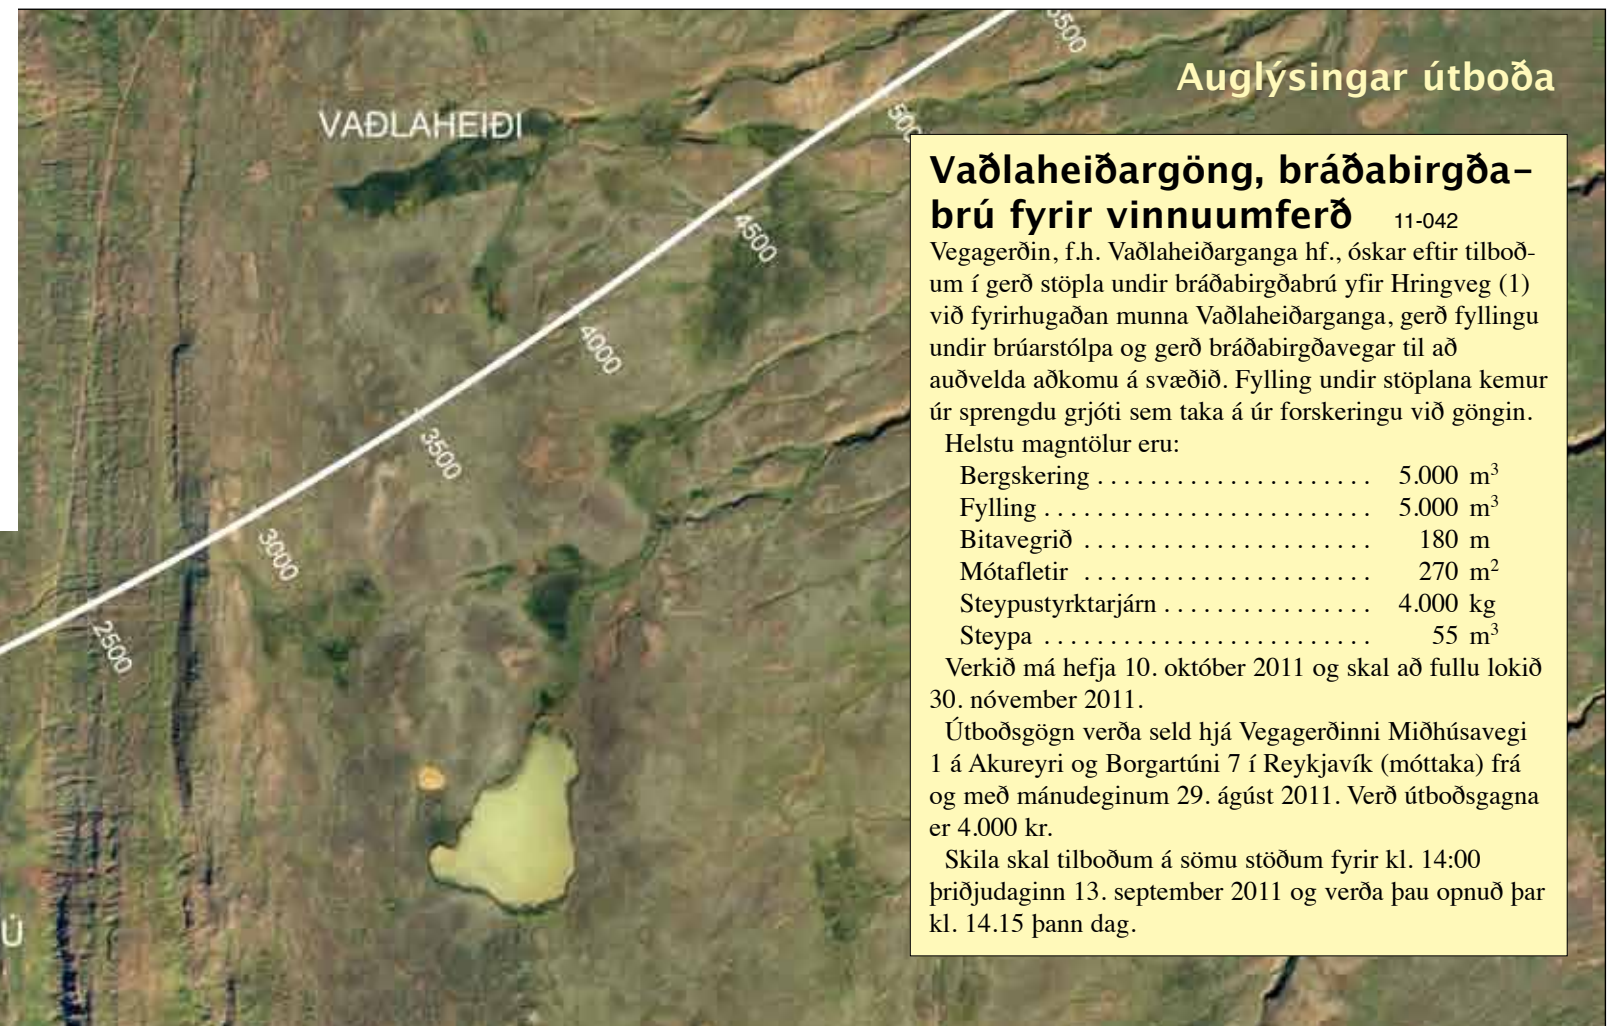 Auglýsingar útboða
VAÐLAHEIÐI
5500
4500
4000
3500
3000
2500
Ú
Vaðlaheiðargöng, bráðabirgða-
brú fyrir vinnuumferð 11-042
Vegagerðin, f.h. Vaðlaheiðarganga hf., óskar eftir tilboð-
um í gerð stöpla undir bráðabirgðabrú yfir Hringveg (1)
við fyrirhugaðan munna Vaðlaheiðarganga, gerð fyllingu
undir brúarstólpa og gerð bráðabirgðavegar til að
auðvelda aðkomu á svæðið. Fylling undir stöplana kemur
úr sprengdu grjóti sem taka á úr forskeringu við göngin.
Helstu magntölur eru:
Bergskering . . . . . . . . . . . . . . . . . . . . . . 5.000 m³
Fylling . . . . . . . . . . . . . . . . . . . . . . . . . . 5.000 m³
Bitavegrið . . . . . . . . . . . . . . . . . . . . . . . 180 m
Mótafletir . . . . . . . . . . . . . . . . . . . . . . . 270 m²
Steypustyrktarjárn . . . . . . . . . . . . . . . . . 4.000 kg
Steypa . . . . . . . . . . . . . . . . . . . . . . . . . . 55 m³
Verkið má hefja 10. október 2011 og skal að fullu lokið
30. nóvember 2011.
Útboðsgögn verða seld hjá Vegagerðinni Miðhúsavegi
1 á Akureyri og Borgartúni 7 í Reykjavík (móttaka) frá
og með mánudeginum 29. ágúst 2011. Verð útboðsgagna
er 4.000 kr.
Skila skal tilboðum á sömu stöðum fyrir kl. 14:00
þriðjudaginn 13. september 2011 og verða þau opnuð þar
kl. 14.15 þann dag.